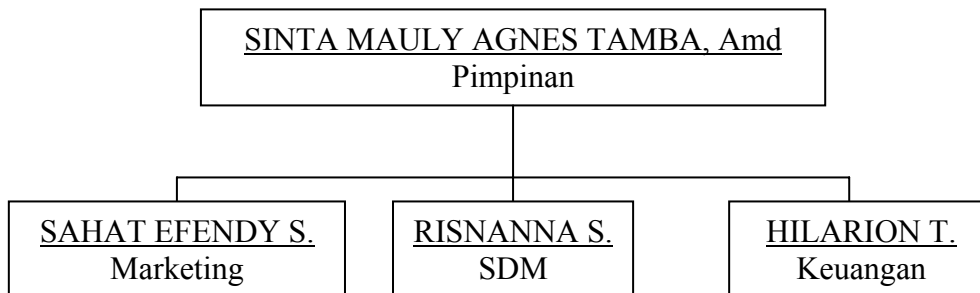 SINTA MAULY AGNES TAMBA, Amd
Pimpinan
SAHAT EFENDY S.
Marketing
RISNANNA S.
SDM
HILARION T.
Keuangan